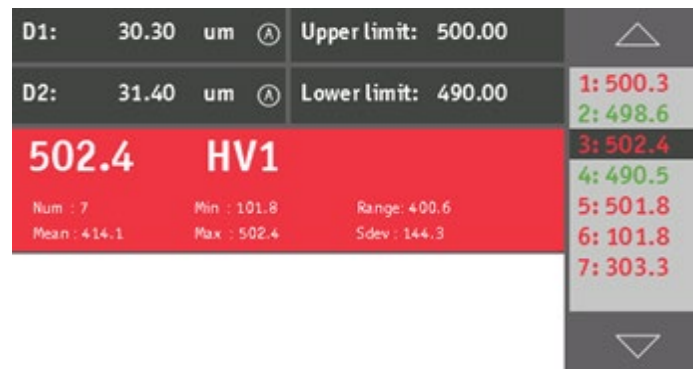 D1: 30.30 um Ⓐ Upper limit: 500.00
D2: 31.40 um Ⓐ Lower limit: 490.00
502.4 HV1
Num : 7 Min : 101.8 Range: 400.6
Mean : 414.1 Max : 502.4 Sdev : 144.3
1: 500.3
2: 498.6
3: 502.4
4: 490.5
5: 501.8
6: 101.8
7: 303.3